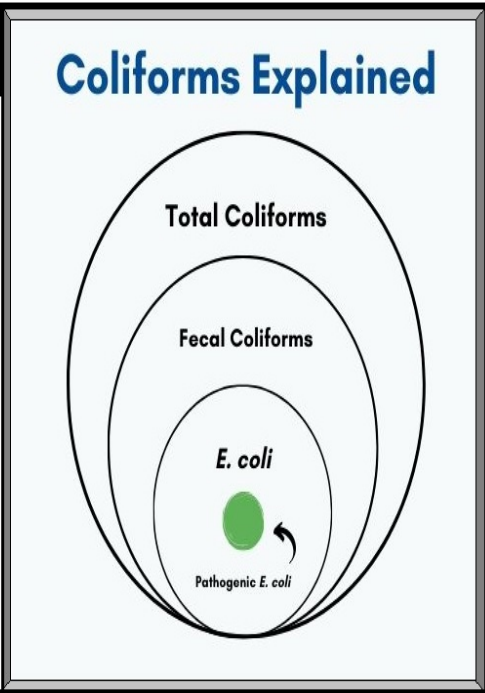 Coliforms Explained
Total Coliforms
Fecal Coliforms
E. coli
Pathogenic E. coli